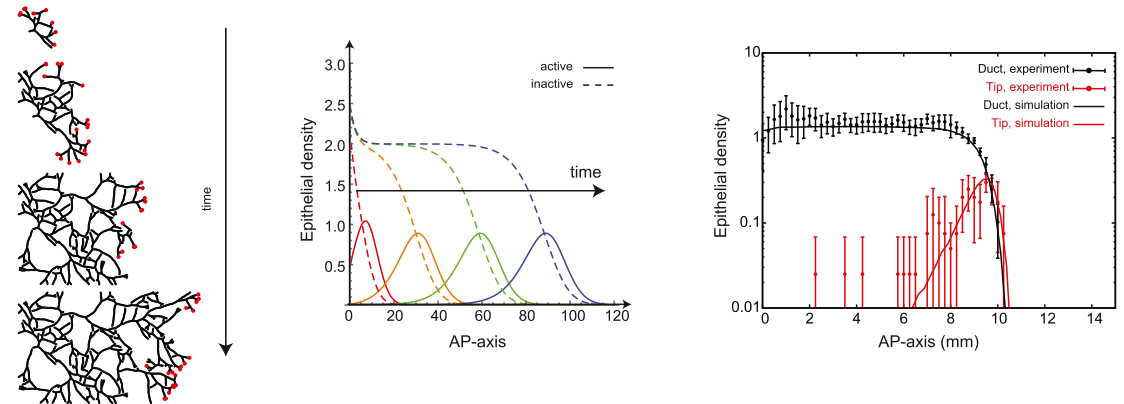 time
Epithelial density
3.0
2.5
2.0
1.5
1.0
0.5
active
inactive
time
0 20 40 60 80 100 120
AP-axis
Epithelial density
10
1
0.1
0.01
Duct, experiment
Tip, experiment
Duct, simulation
Tip, simulation
0 2 4 6 8 10 12 14
AP-axis (mm)